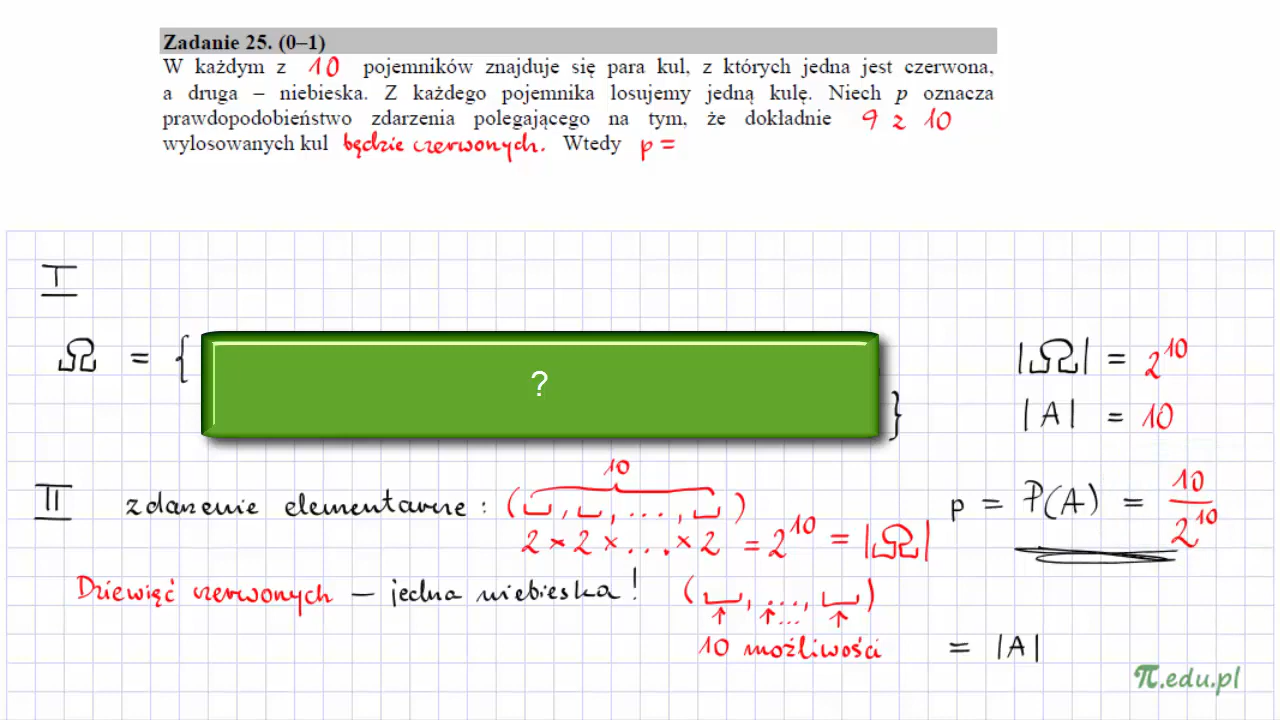 Zadanie 25. (0–1)
W każdym z 10 pojemników znajduje się para kul, z których jedna jest czerwona,
a druga – niebieska. Z każdego pojemnika losujemy jedną kulę. Niech p oznacza
prawdopodobieństwo zdarzenia polegającego na tym, że dokładnie 9 z 10
wylosowanych kul będzie czerwonych. Wtedy p =
I
Ω = { ? }
|Ω| = 2^10
|A| = 10
II zdarzenie elementarne : (␣, ␣, ..., ␣) 10
2 × 2 × ... × 2 = 2^10 = |Ω|
p = P(A) = 10/2^10
Dziewięć czerwonych – jedna niebieska! (␣, ..., ␣)
↑ ↑ ... ↑
10 możliwości = |A|
π.edu.pl